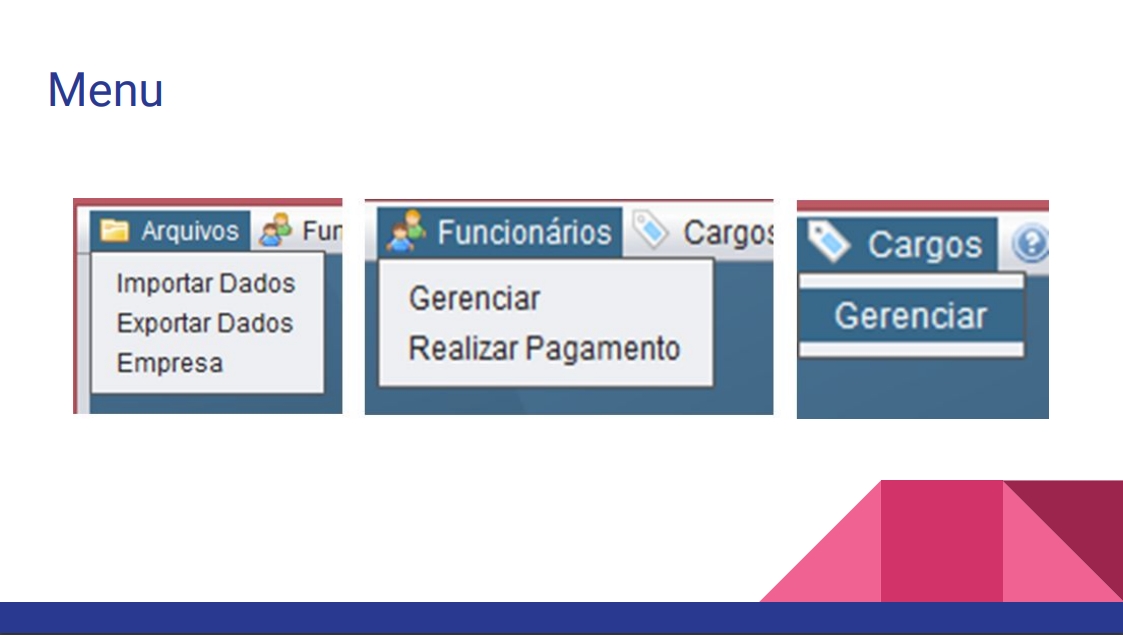 Menu
Arquivos Fun
Importar Dados
Exportar Dados
Empresa
Funcionários Cargos
Gerenciar
Realizar Pagamento
Cargos
Gerenciar